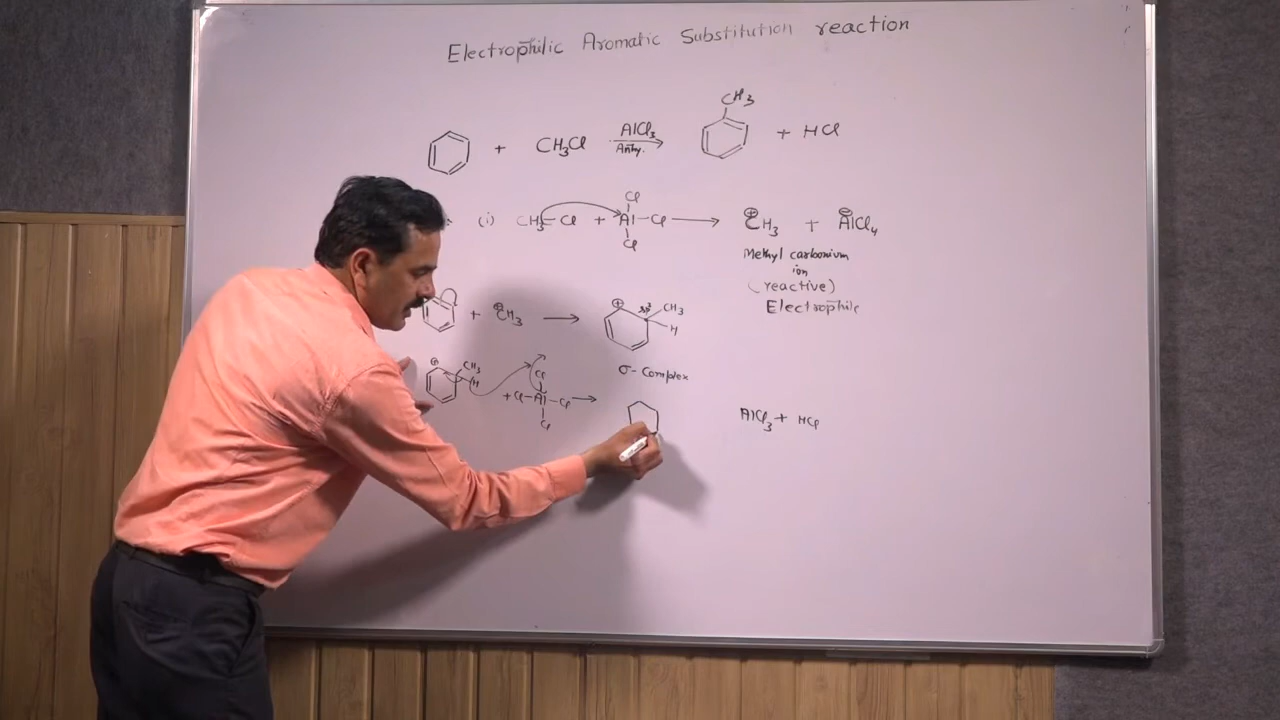 Electrophilic Aromatic Substitution reaction
CH3
+ CH3Cl AlCl3 Anhy. + HCl
(i) CH3–Cl + Al Cl Cl Cl ⊕CH3 + ⊖AlCl4
Methyl carbonium
ion
(reactive)
Electrophile
+ ⊕CH3 ⊕ sp3 CH3 H
σ-Complex
⊕ CH3 H + Cl–Al–Cl Cl Cl AlCl3 + HCl